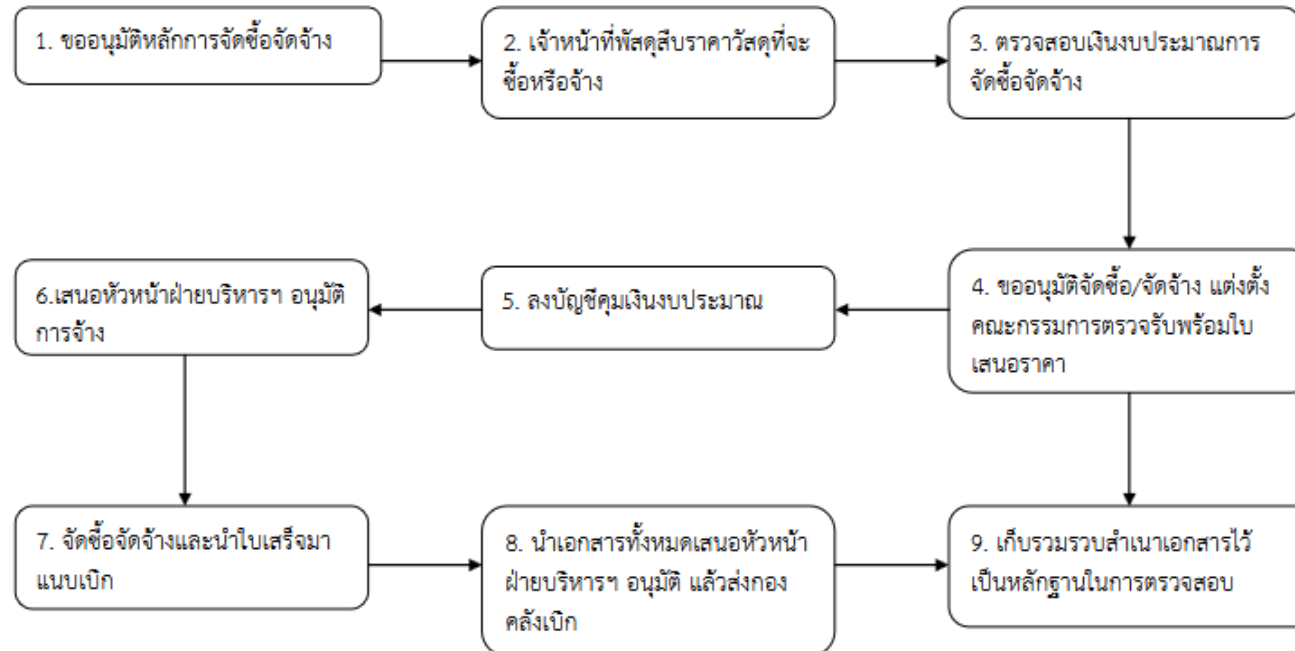 1. ขออนุมัติหลักการจัดซื้อจัดจ้าง
2. เจ้าหน้าที่พัสดุสืบราคาวัสดุที่จะ
ซื้อหรือจ้าง
3. ตรวจสอบเงินงบประมาณการ
จัดซื้อจัดจ้าง
4. ขออนุมัติจัดซื้อ/จัดจ้าง แต่งตั้ง
คณะกรรมการตรวจรับพร้อมใบ
เสนอราคา
5. ลงบัญชีคุมเงินงบประมาณ
6.เสนอหัวหน้าฝ่ายบริหารฯ อนุมัติ
การจ้าง
7. จัดซื้อจัดจ้างและนำใบเสร็จมา
แนบเบิก
8. นำเอกสารทั้งหมดเสนอหัวหน้า
ฝ่ายบริหารฯ อนุมัติ แล้วส่งกอง
คลังเบิก
9. เก็บรวมรวบสำเนาเอกสารไว้
เป็นหลักฐานในการตรวจสอบ